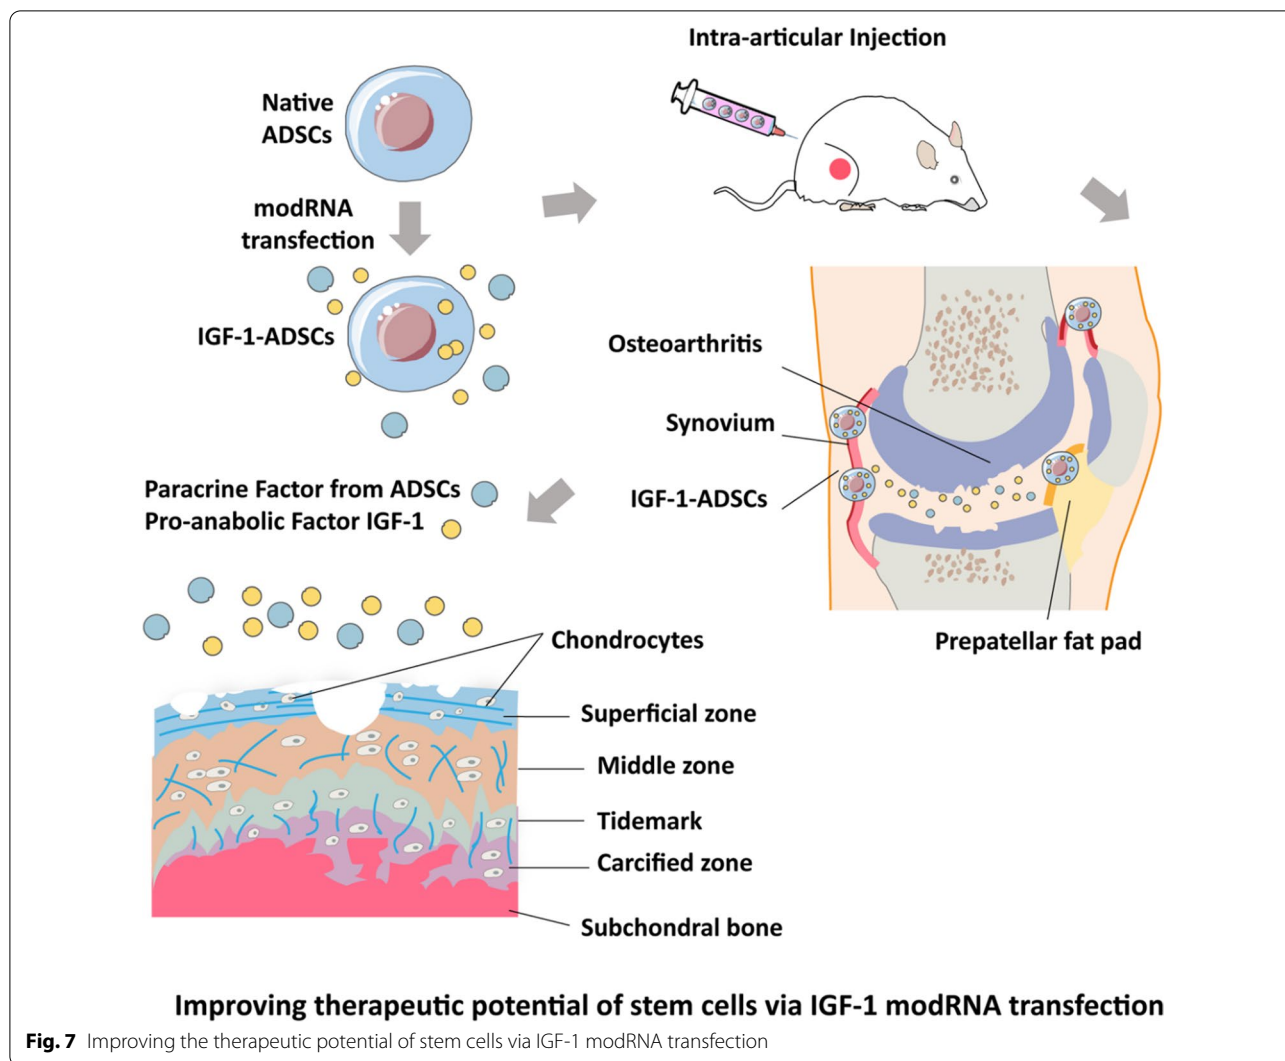 Intra-articular Injection
Native
ADSCs
modRNA
transfection
IGF-1-ADSCs
Osteoarthritis
Synovium
IGF-1-ADSCs
Prepatellar fat pad
Paracrine Factor from ADSCs
Pro-anabolic Factor IGF-1
Chondrocytes
Superficial zone
Middle zone
Tidemark
Carcified zone
Subchondral bone
Improving therapeutic potential of stem cells via IGF-1 modRNA transfection
Fig. 7 Improving the therapeutic potential of stem cells via IGF-1 modRNA transfection